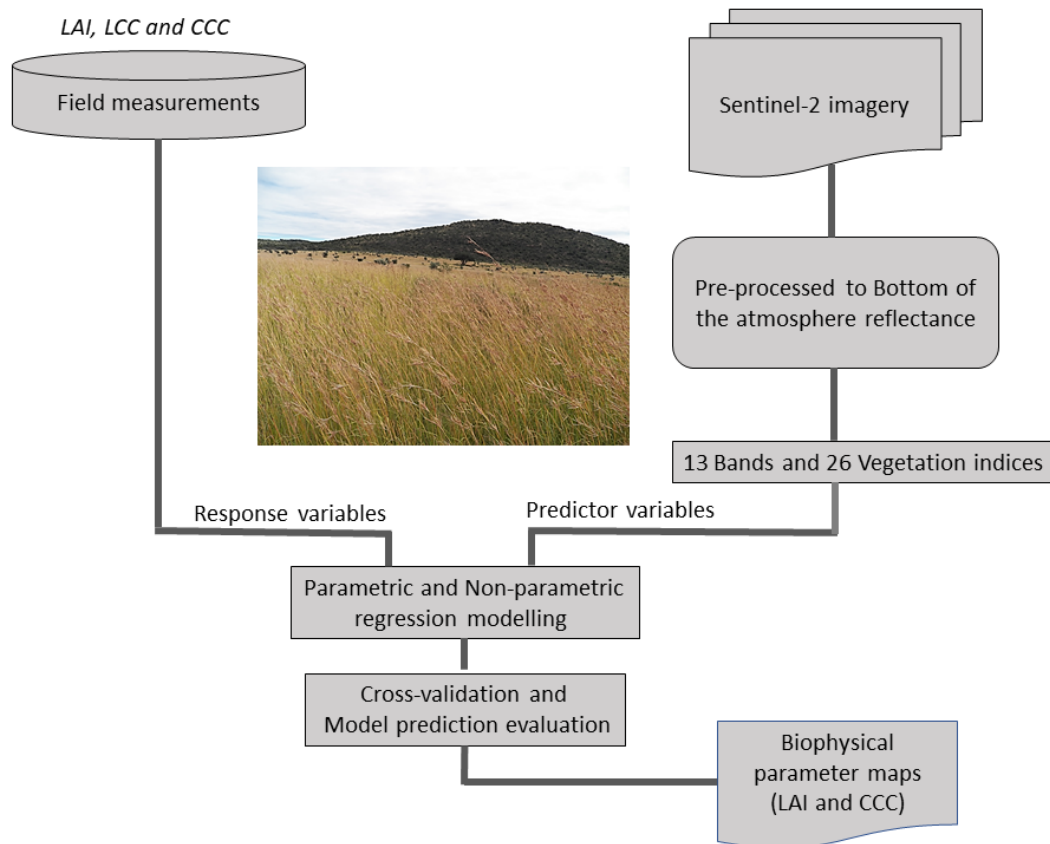 LAI, LCC and CCC
Field measurements
Sentinel-2 imagery
Pre-processed to Bottom of
the atmosphere reflectance
13 Bands and 26 Vegetation indices
Response variables
Predictor variables
Parametric and Non-parametric
regression modelling
Cross-validation and
Model prediction evaluation
Biophysical
parameter maps
(LAI and CCC)